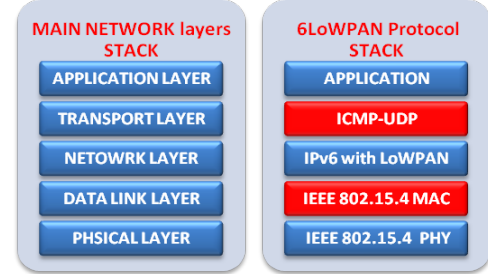 MAIN NETWORK layers
STACK
APPLICATION LAYER
TRANSPORT LAYER
NETOWRK LAYER
DATA LINK LAYER
PHSICAL LAYER
6LoWPAN Protocol
STACK
APPLICATION
ICMP-UDP
IPv6 with LoWPAN
IEEE 802.15.4 MAC
IEEE 802.15.4 PHY